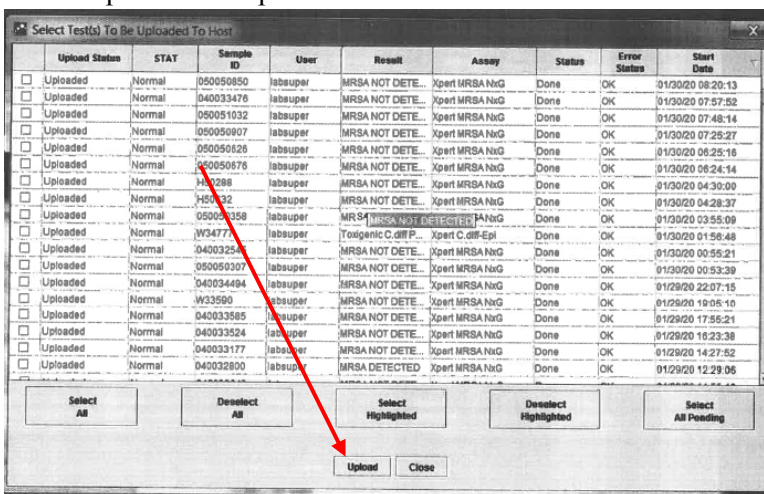 Select Test(s) To Be Uploaded To Host
Upload Status STAT Sample ID User Result Assay Status Error Status Start Date
Uploaded Normal 050050850 labsuper MRSA NOT DETE... Xpert MRSA NxG Done OK 01/30/20 08:20:13
Uploaded Normal 040033476 labsuper MRSA NOT DETE... Xpert MRSA NxG Done OK 01/30/20 07:57:52
Uploaded Normal 050051032 labsuper MRSA NOT DETE... Xpert MRSA NxG Done OK 01/30/20 07:48:14
Uploaded Normal 050050907 labsuper MRSA NOT DETE... Xpert MRSA NxG Done OK 01/30/20 07:25:27
Uploaded Normal 050050626 labsuper MRSA NOT DETE... Xpert MRSA NxG Done OK 01/30/20 06:25:16
Uploaded Normal 050050676 labsuper MRSA NOT DETE... Xpert MRSA NxG Done OK 01/30/20 06:24:14
Uploaded Normal labsuper MRSA NOT DETE... Xpert MRSA NxG Done OK 01/30/20 04:30:00
Uploaded Normal labsuper MRSA NOT DETE... Xpert MRSA NxG Done OK 01/30/20 04:28:37
Uploaded Normal labsuper MRSA NOT DETECTED NxG Done OK 01/30/20 03:55:09
Uploaded Normal labsuper Toxigenic C.diff P... Xpert C.diff-Epi Done OK 01/30/20 01:56:48
Uploaded Normal labsuper MRSA NOT DETE... Xpert MRSA NxG Done OK 01/30/20 00:55:21
Uploaded Normal 050050307 labsuper MRSA NOT DETE... Xpert MRSA NxG Done OK 01/30/20 00:53:39
Uploaded Normal 040034494 labsuper MRSA NOT DETE... Xpert MRSA NxG Done OK 01/29/20 22:07:15
Uploaded Normal W33590 labsuper MRSA NOT DETE... Xpert MRSA NxG Done OK 01/29/20 19:05:10
Uploaded Normal 040033585 labsuper MRSA NOT DETE... Xpert MRSA NxG Done OK 01/29/20 17:55:21
Uploaded Normal 040033524 labsuper MRSA NOT DETE... Xpert MRSA NxG Done OK 01/29/20 16:23:38
Uploaded Normal 040033177 labsuper MRSA NOT DETE... Xpert MRSA NxG Done OK 01/29/20 14:27:52
Uploaded Normal 040032800 labsuper MRSA DETECTED Xpert MRSA NxG Done OK 01/29/20 12:29:06
Select All Deselect All Select Highlighted Deselect Highlighted Select All Pending
Upload Close